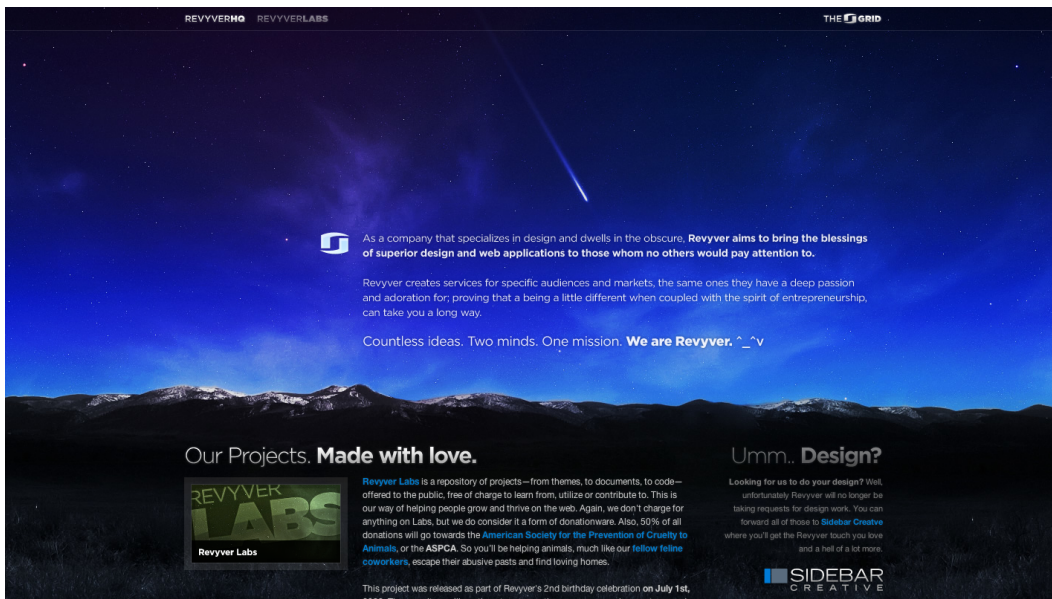 REVYVERHQ REVYVERLABS THE GRID
As a company that specializes in design and dwells in the obscure, Revyver aims to bring the blessings
of superior design and web applications to those whom no others would pay attention to.
Revyver creates services for specific audiences and markets, the same ones they have a deep passion
and adoration for; proving that a being a little different when coupled with the spirit of entrepreneurship,
can take you a long way.
Countless ideas. Two minds. One mission. We are Revyver. ^_^v
Our Projects. Made with love.
REVYVER
LABS
Revyver Labs
Revyver Labs is a repository of projects—from themes, to documents, to code—
offered to the public, free of charge to learn from, utilize or contribute to. This is
our way of helping people grow and thrive on the web. Again, we don't charge for
anything on Labs, but we do consider it a form of donationware. Also, 50% of all
donations will go towards the American Society for the Prevention of Cruelty to
Animals, or the ASPCA. So you'll be helping animals, much like our fellow feline
coworkers, escape their abusive pasts and find loving homes.
This project was released as part of Revyver's 2nd birthday celebration on July 1st,
Umm.. Design?
Looking for us to do your design? Well,
unfortunately Revyver will no longer be
taking requests for design work. You can
forward all of those to Sidebar Creatve
where you'll get the Revyver touch you love
and a hell of a lot more.
SIDEBAR
CREATIVE